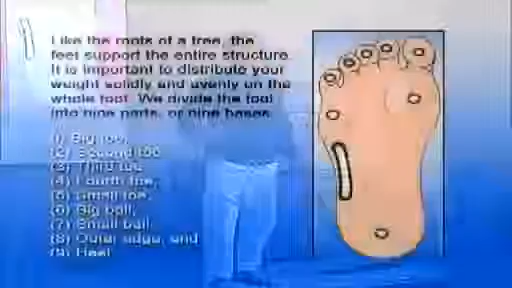 Like the roots of a tree, the
feet support the entire structure.
It is important to distribute your
weight solidly and evenly on the
whole foot. We divide the foot
into nine parts, or nine bases.
(1) Big toe,
(2) Second toe,
(3) Third toe,
(4) Fourth toe,
(5) Small toe,
(6) Big ball,
(7) Small ball,
(8) Outer edge, and
(9) Heel